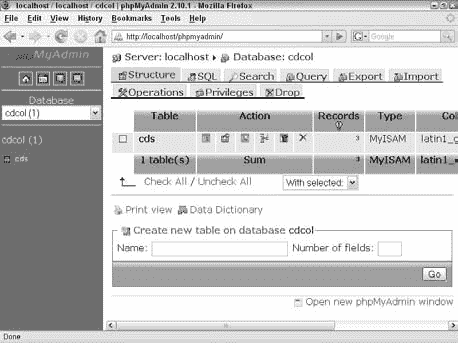 localhost / localhost / cdcol | phpMyAdmin 2.10.1 - Mozilla Firefox
File Edit View History Bookmarks Tools Help
http://localhost/phpmyadmin/
Google
MyAdmin
Database
cdcol (1)
cdcol (1)
cds
Server: localhost Database: cdcol
Structure SQL Search Query Export Import
Operations Privileges Drop
Table Action Records Type Col
cds 3 MyISAM latin1_g
1 table(s) Sum 3 MyISAM latin1_
Check All / Uncheck All With selected:
Print view Data Dictionary
Create new table on database cdcol
Name: Number of fields:
Go
Open new phpMyAdmin window
Done